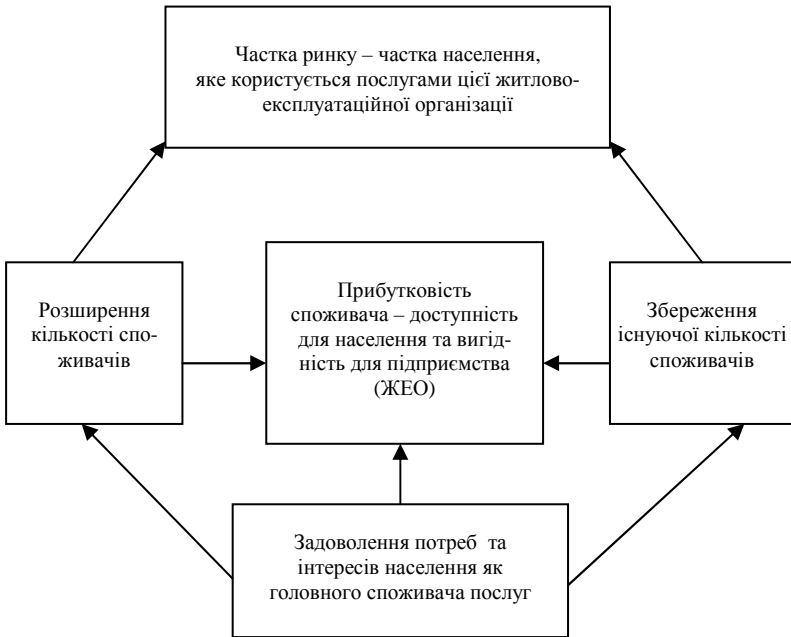 Частка ринку – частка населення,
яке користується послугами цієї житлово-
експлуатаційної організації
Розширення
кількості спо-
живачів
Прибутковість
споживача – доступність
для населення та вигід-
ність для підприємства
(ЖЕО)
Збереження
існуючої кількості
споживачів
Задоволення потреб та
інтересів населення як
головного споживача послуг